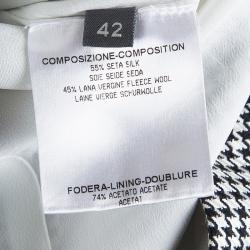 42
COMPOSIZIONE-COMPOSITION
55% SETA SILK
SOIE SEIDE SEDA
45% LANA VERGINE FLEECE WOOL
LAINE VIERGE SCHURWOLLE
FODERA-LINING-DOUBLURE
74% ACETATO ACETATE
ACETAT